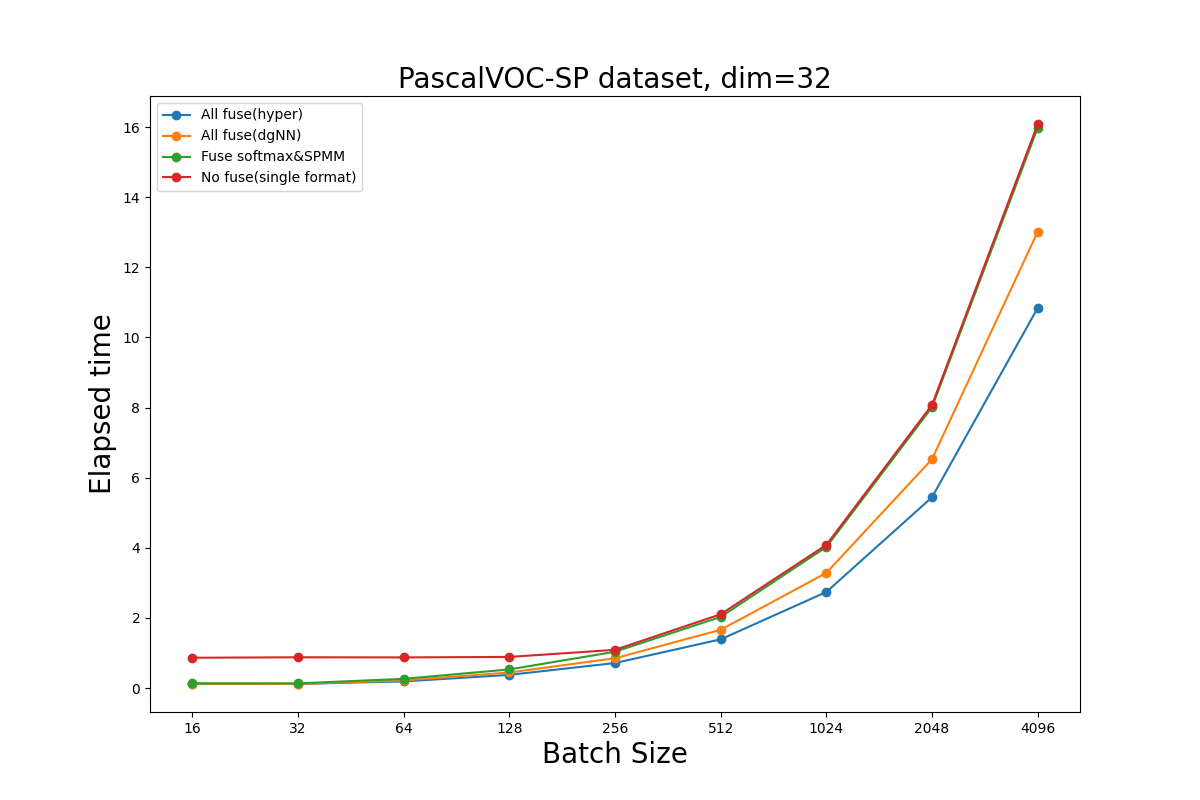 PascalVOC-SP dataset, dim=32
All fuse(hyper)
All fuse(dgNN)
Fuse softmax&SPMM
No fuse(single format)
16
14
12
10
8
6
4
2
0
Elapsed time
16 32 64 128 256 512 1024 2048 4096
Batch Size